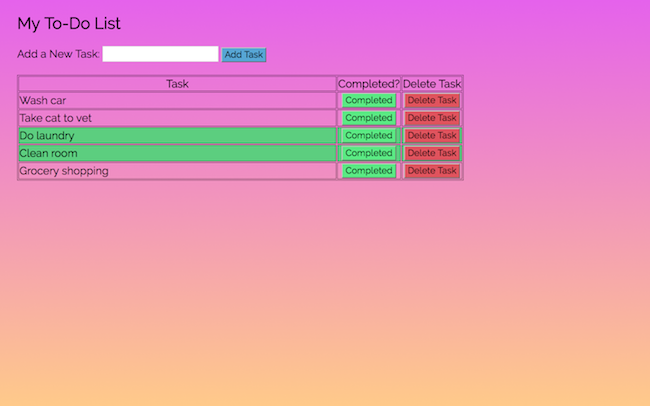 My To-Do List
Add a New Task: Add Task
Task Completed? Delete Task
Wash car Completed Delete Task
Take cat to vet Completed Delete Task
Do laundry Completed Delete Task
Clean room Completed Delete Task
Grocery shopping Completed Delete Task